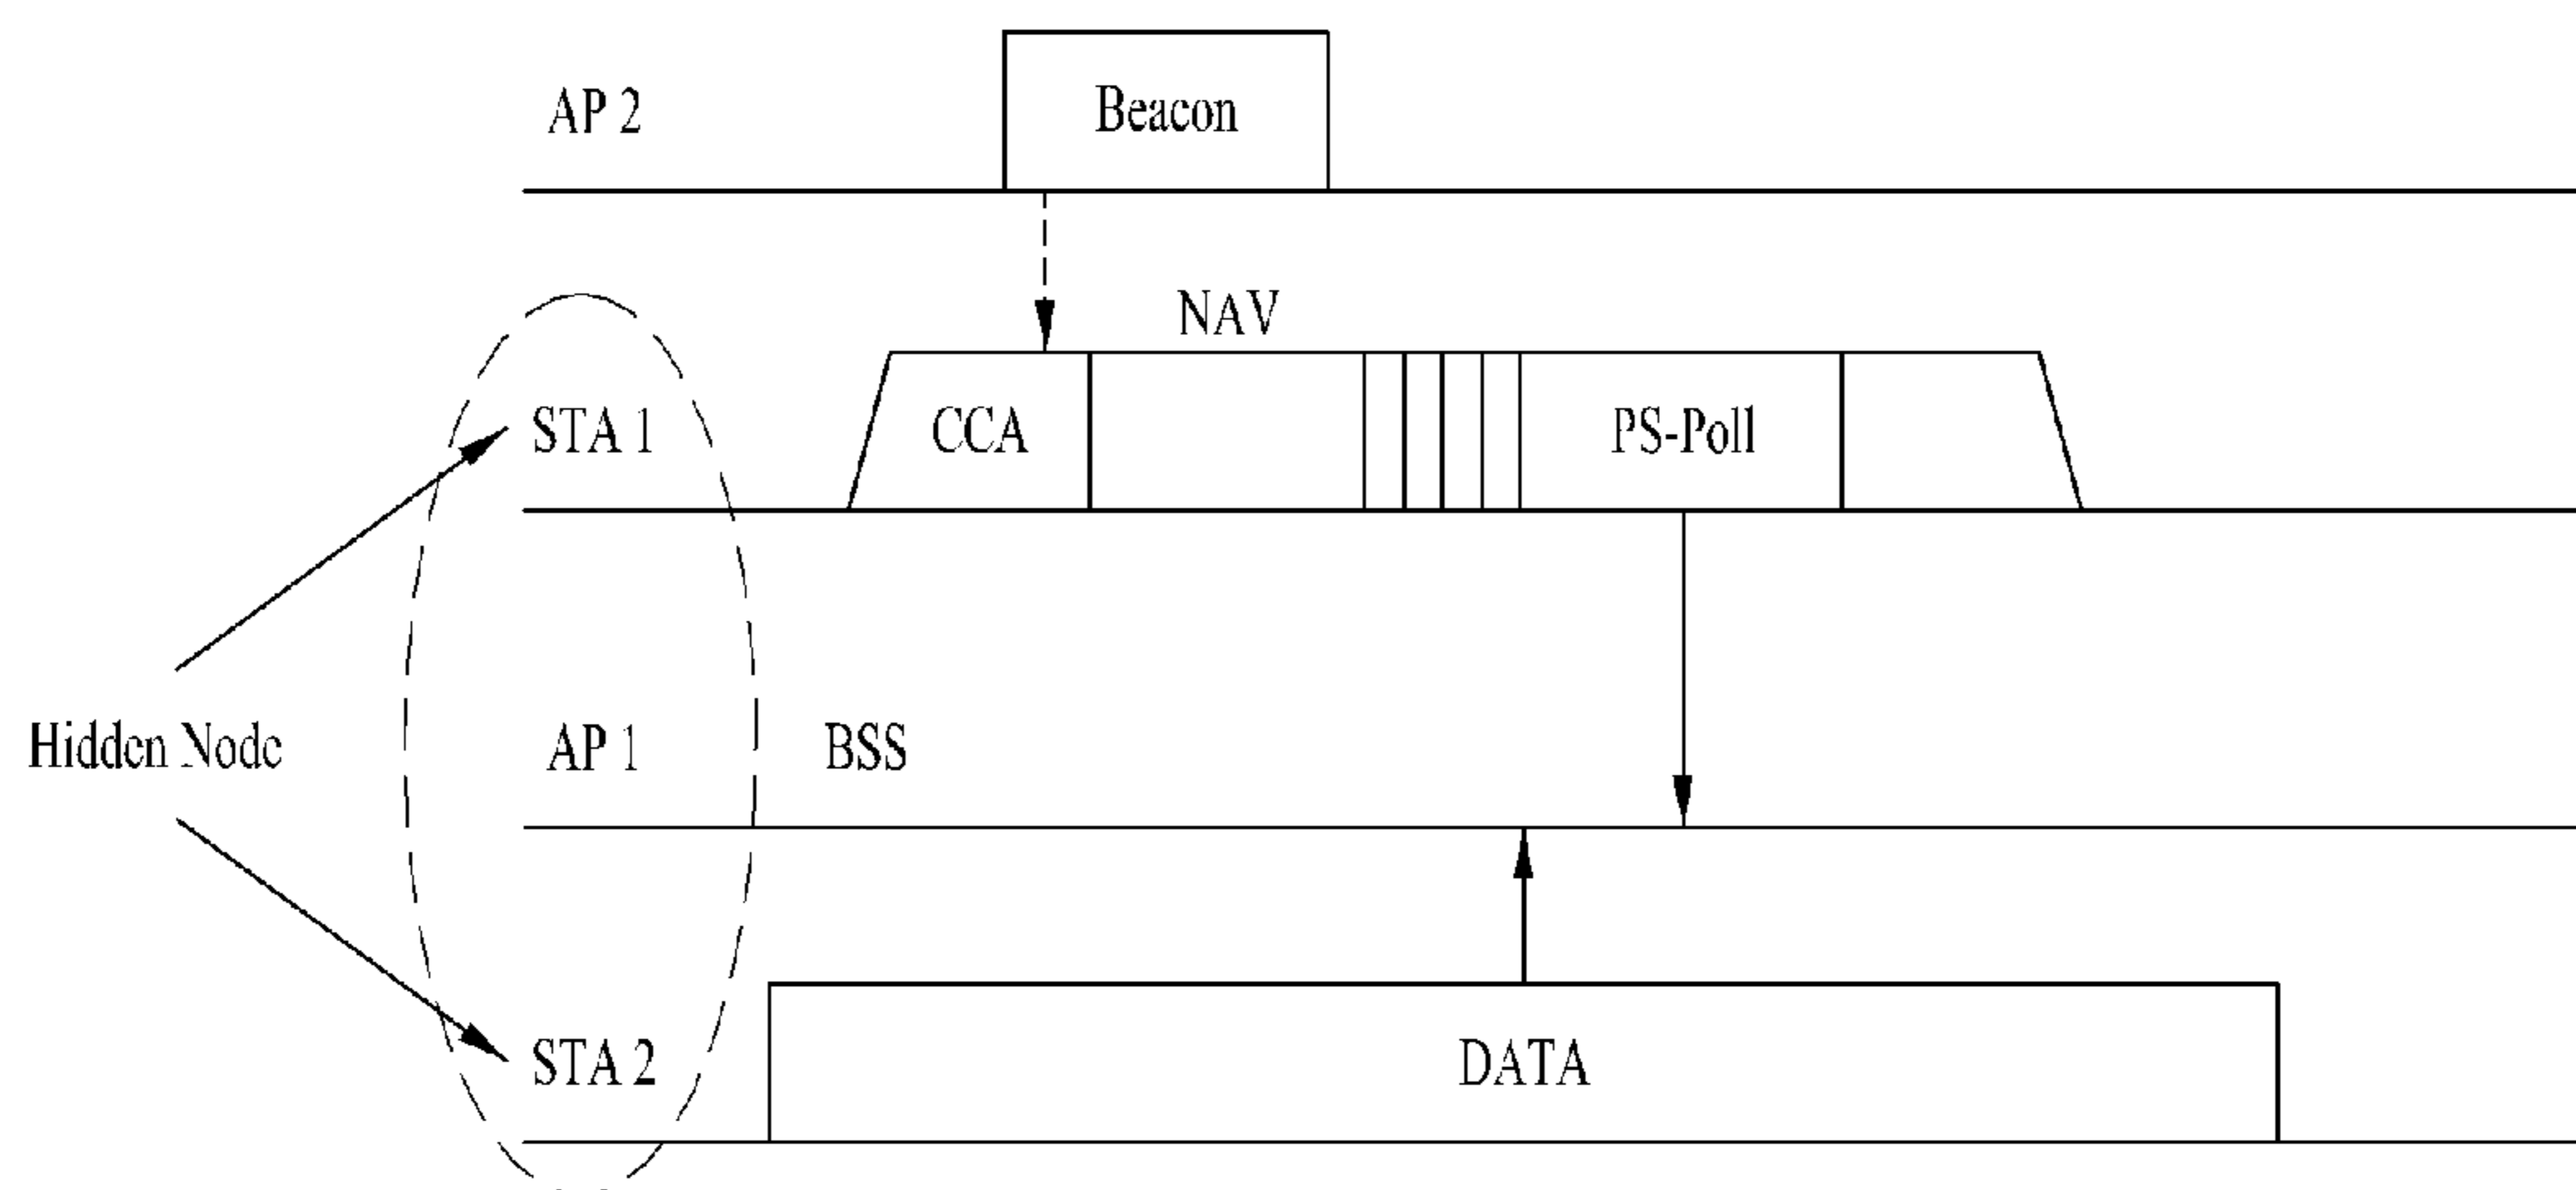 AP 2
Beacon
NAV
STA 1
CCA
PS-Poll
Hidden Node
AP 1
BSS
STA 2
DATA